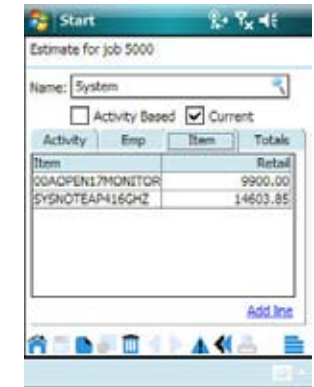 Start
Estimate for job 5000
Name: System
Activity Based Current
Activity Emp Item Totals
Item Retail
00AOPEN17MONITOR 9900.00
SYSNOTEAP416GHZ 14603.85
Add line